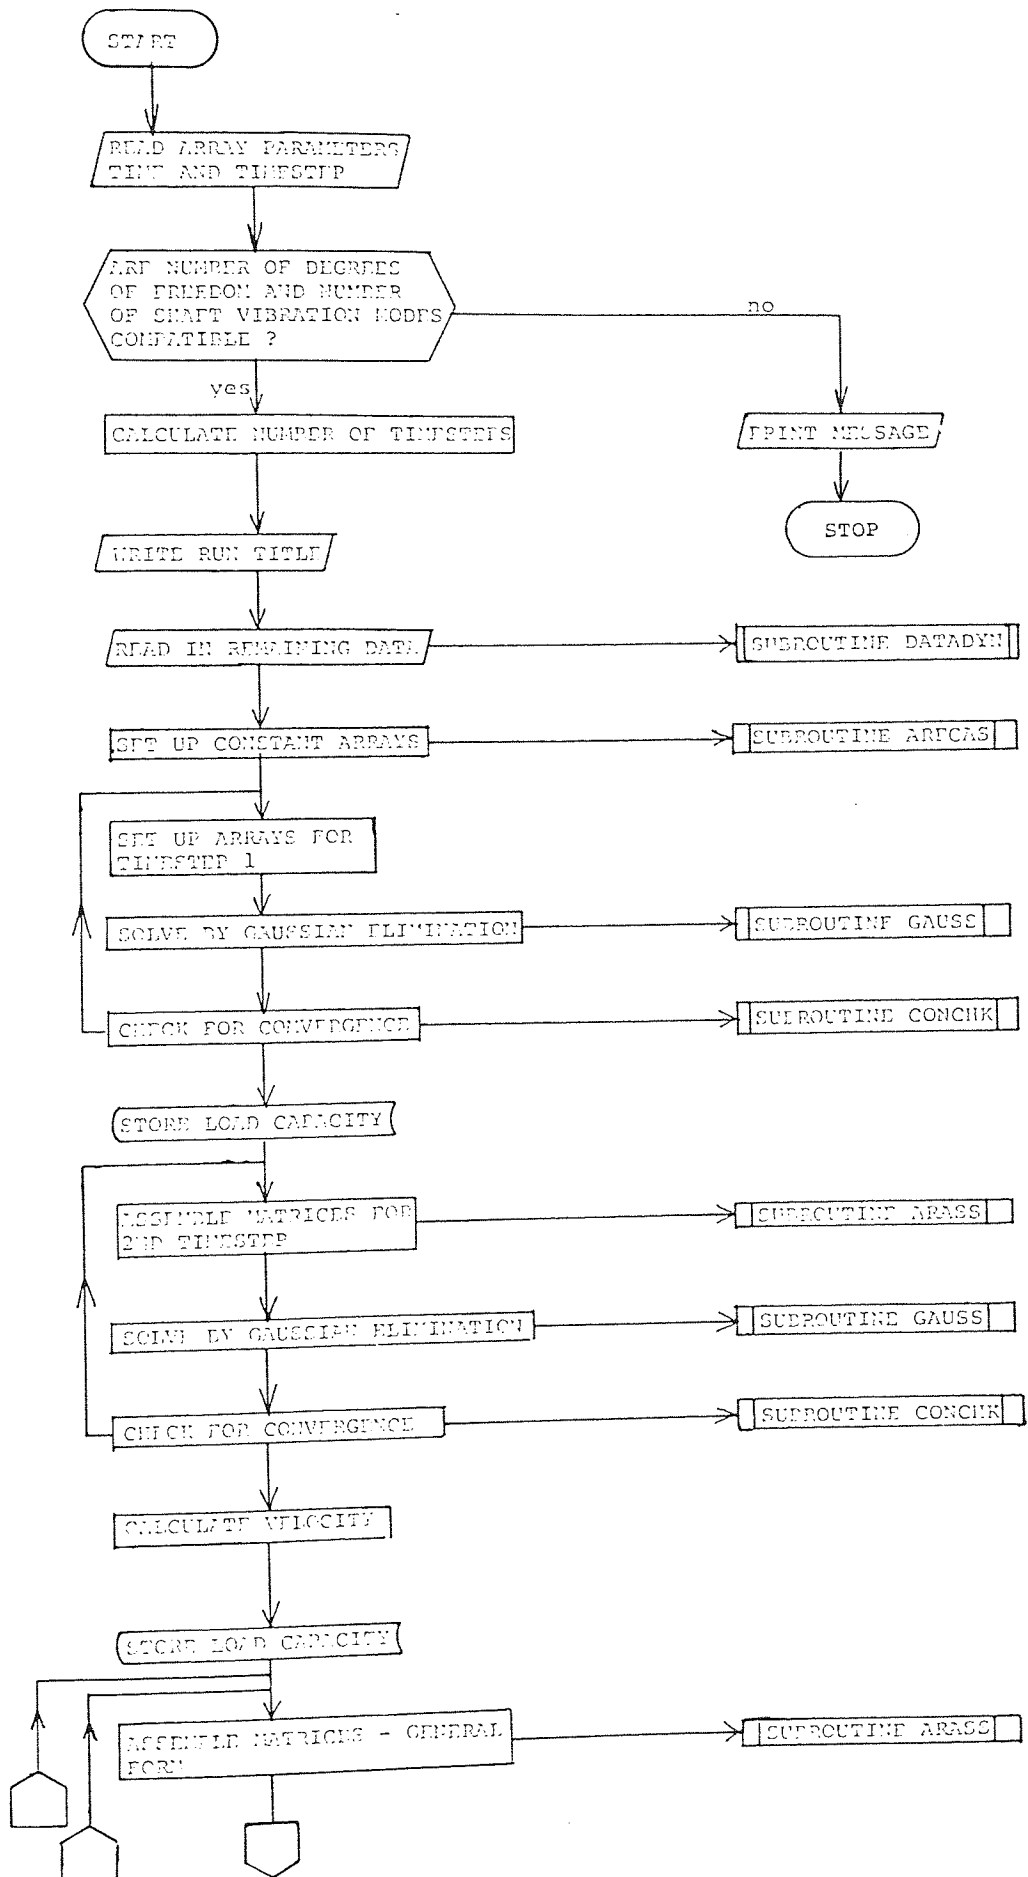 START
READ ARRAY PARAMETERS
TIME AND TIMESTEP
ARE NUMBER OF DEGREES
OF FREEDOM AND NUMBER
OF SHAFT VIBRATION MODES
COMPATIBLE ?
no
yes
CALCULATE NUMBER OF TIMESTEPS
PRINT MESSAGE
STOP
WRITE RUN TITLE
READ IN REMAINING DATA
SUBROUTINE DATADYN
SET UP CONSTANT ARRAYS
SUBROUTINE ARECAS
SET UP ARRAYS FOR
TIMESTEP 1
SOLVE BY GAUSSIAN ELIMINATION
SUBROUTINE GAUSS
CHECK FOR CONVERGENCE
SUBROUTINE CONCHK
STORE LOAD CAPACITY
ASSEMBLE MATRICES FOR
2ND TIMESTEP
SUBROUTINE ARASS
SOLVE BY GAUSSIAN ELIMINATION
SUBROUTINE GAUSS
CHECK FOR CONVERGENCE
SUBROUTINE CONCHK
CALCULATE VELOCITY
STORE LOAD CAPACITY
ASSEMBLE MATRICES - GENERAL
FORM
SUBROUTINE ARASS